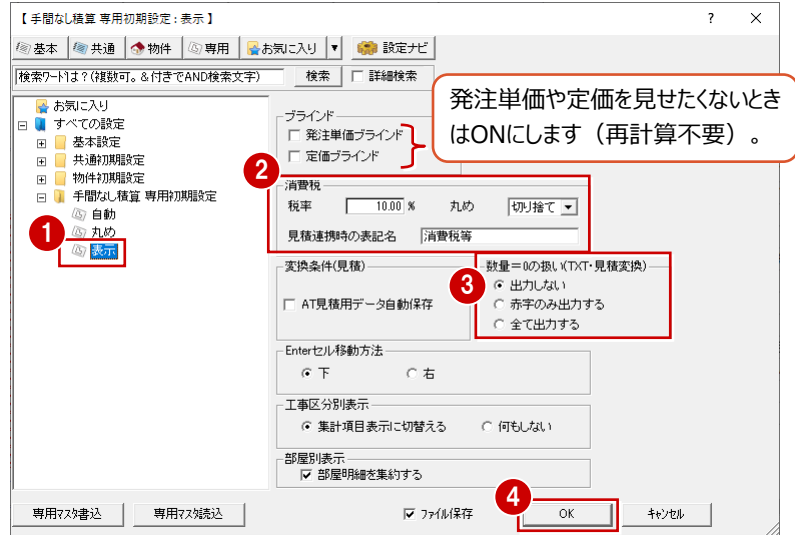 【 手間なし積算 専用初期設定 : 表示 】
? ×
基本 共通 物件 専用 お気に入り ▼ 設定ナビ
検索ワードは？(複数可。＆付きでAND検索文字) 検索 詳細検索
発注単価や定価を見せたくないとき
はONにします（再計算不要）。
お気に入り
すべての設定
基本設定
共通初期設定
物件初期設定
手間なし積算 専用初期設定
自動
丸め
1
表示
ブラインド
発注単価ブラインド
定価ブラインド
2
消費税
税率 10.00 % 丸め 切り捨て
見積連携時の表記名 消費税等
変換条件(見積)
AT見積用データ自動保存
3
数量＝0の扱い(TXT・見積変換)
出力しない
赤字のみ出力する
全て出力する
Enterセル移動方法
下 右
工事区分別表示
集計項目表示に切替える 何もしない
部屋別表示
部屋明細を集約する
4
専用マスタ書込 専用マスタ読込 ファイル保存 OK キャンセル